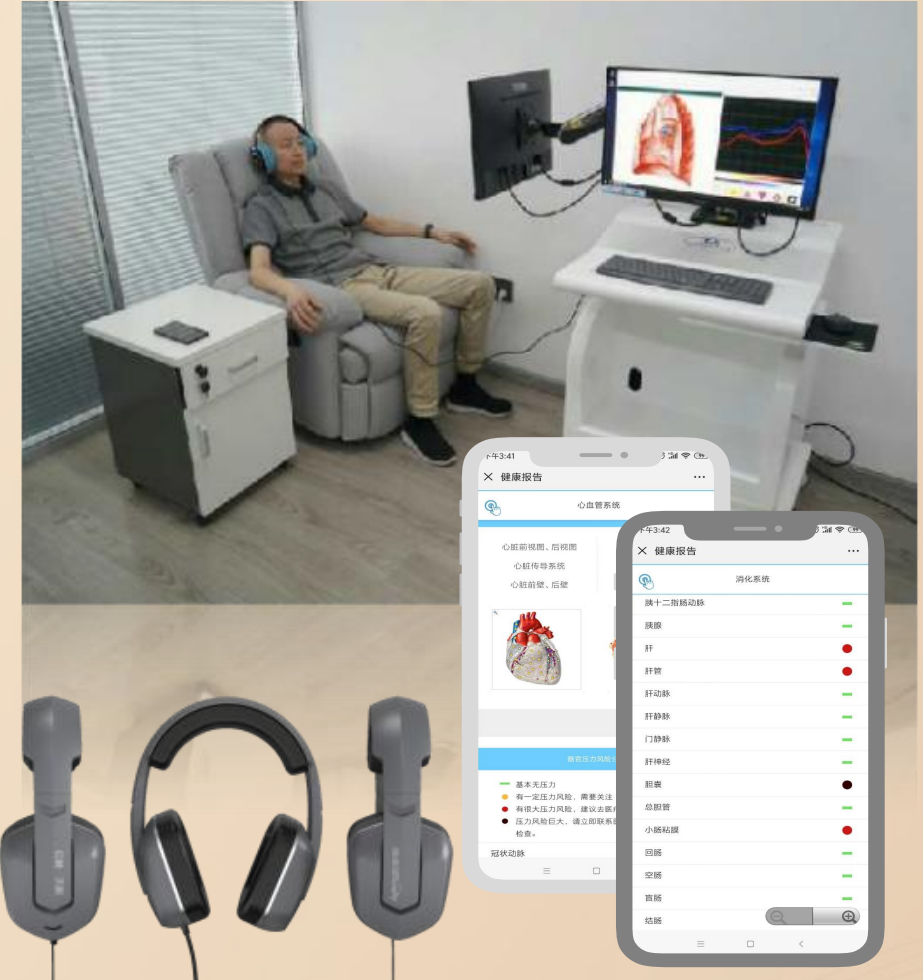 下午3:41
健康报告
心血管系统
心脏前视图、后视图
心脏传导系统
心脏前壁、后壁
器官压力风险
基本无压力
有一定压力风险，需要关注
有很大压力风险，建议去医
压力风险巨大，请立即联系
检查。
冠状动脉
下午3:42
健康报告
消化系统
胰十二指肠动脉
胰腺
肝
肝管
肝动脉
肝静脉
门静脉
肝神经
胆囊
总胆管
小肠粘膜
回肠
空肠
盲肠
结肠